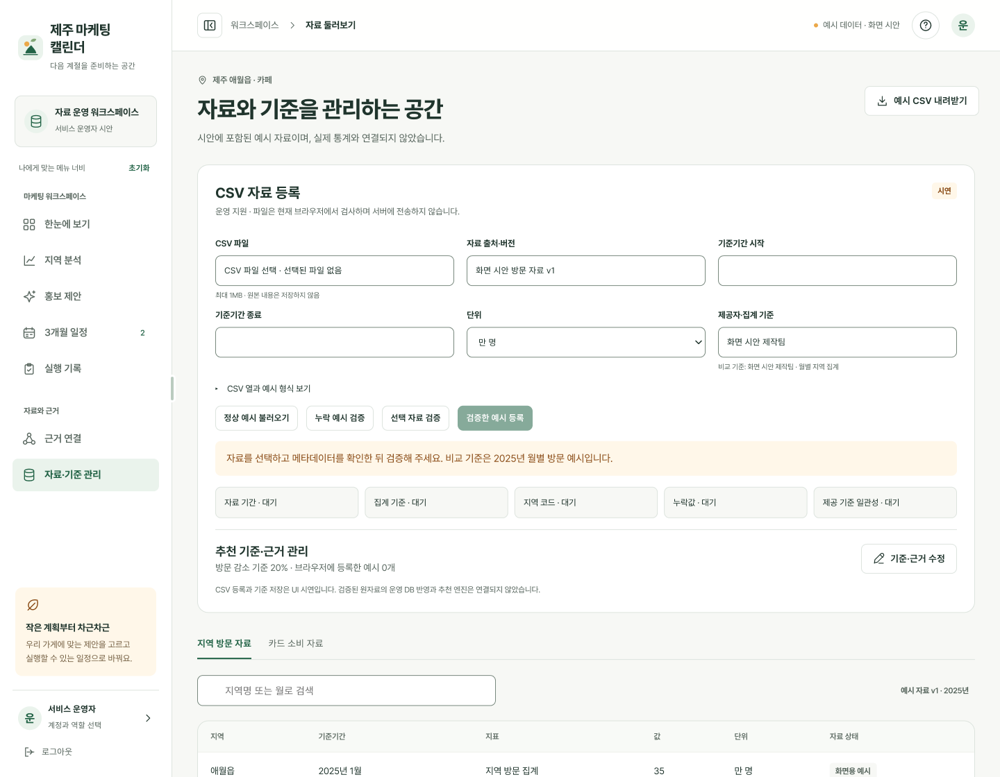 제주 마케팅
캘린더
다음 계절을 준비하는 공간
자료 운영 워크스페이스
서비스 운영자 시안
나에게 맞는 메뉴 너비
초기화
마케팅 워크스페이스
한눈에 보기
지역 분석
홍보 제안
3개월 일정
2
실행 기록
자료와 근거
근거 연결
자료·기준 관리
작은 계획부터 차근차근
우리 가게에 맞는 제안을 고르고
실행할 수 있는 일정으로 바꿔요.
운
서비스 운영자
계정과 역할 선택
로그아웃
워크스페이스
자료 둘러보기
예시 데이터 · 화면 시안
운
제주 애월읍 · 카페
자료와 기준을 관리하는 공간
시안에 포함된 예시 자료이며, 실제 통계와 연결되지 않았습니다.
예시 CSV 내려받기
CSV 자료 등록
시연
운영 지원 · 파일은 현재 브라우저에서 검사하며 서버에 전송하지 않습니다.
CSV 파일
자료 출처·버전
기준기간 시작
CSV 파일 선택 · 선택된 파일 없음
화면 시안 방문 자료 v1
최대 1MB · 원본 내용은 저장하지 않음
기준기간 종료
단위
제공자·집계 기준
만 명
화면 시안 제작팀
비교 기준: 화면 시안 제작팀 · 월별 지역 집계
CSV 열과 예시 형식 보기
정상 예시 불러오기
누락 예시 검증
선택 자료 검증
검증한 예시 등록
자료를 선택하고 메타데이터를 확인한 뒤 검증해 주세요. 비교 기준은 2025년 월별 방문 예시입니다.
자료 기간 · 대기
집계 기준 · 대기
지역 코드 · 대기
누락값 · 대기
제공 기준 일관성 · 대기
추천 기준·근거 관리
방문 감소 기준 20% · 브라우저에 등록한 예시 0개
기준·근거 수정
CSV 등록과 기준 저장은 UI 시연입니다. 검증된 원자료의 운영 DB 반영과 추천 엔진은 연결되지 않았습니다.
지역 방문 자료
카드 소비 자료
지역명 또는 월로 검색
예시 자료 v1 · 2025년
지역
기준기간
지표
값
단위
자료 상태
애월읍
2025년 1월
지역 방문 집계
35
만 명
화면용 예시